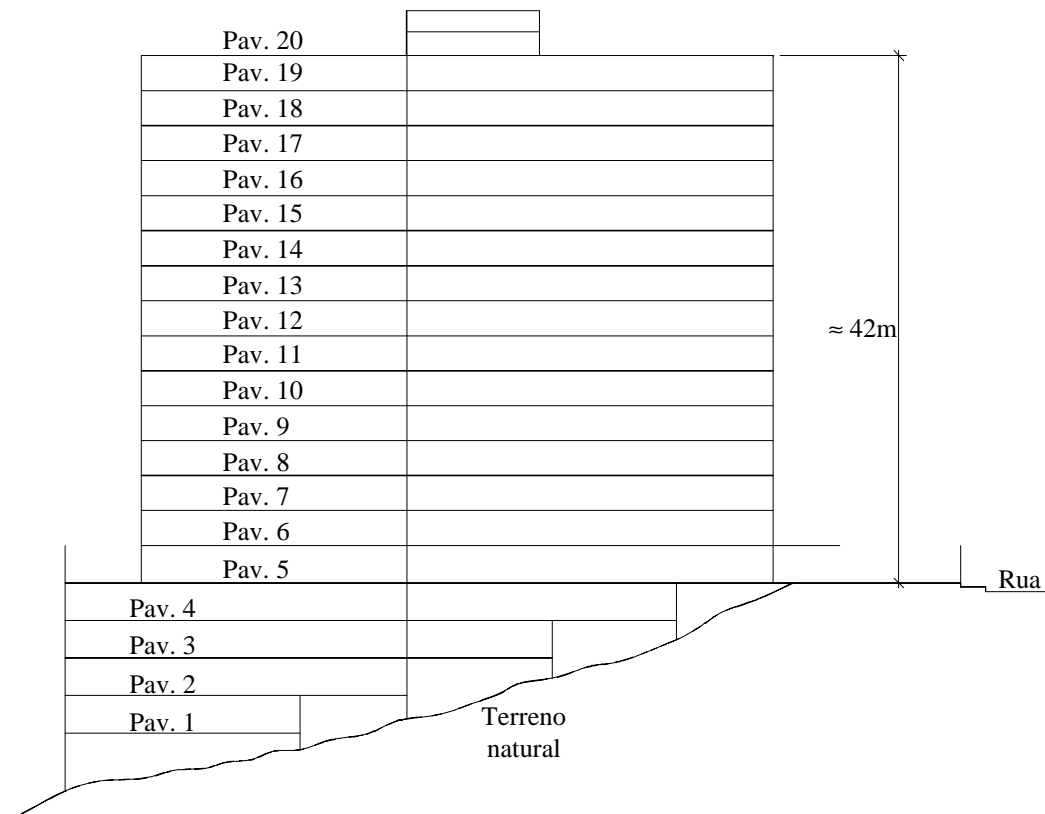 Pav. 20
Pav. 19
Pav. 18
Pav. 17
Pav. 16
Pav. 15
Pav. 14
Pav. 13
Pav. 12
≈ 42m
Pav. 11
Pav. 10
Pav. 9
Pav. 8
Pav. 7
Pav. 6
Pav. 5
Rua
Pav. 4
Pav. 3
Pav. 2
Pav. 1
Terreno
natural